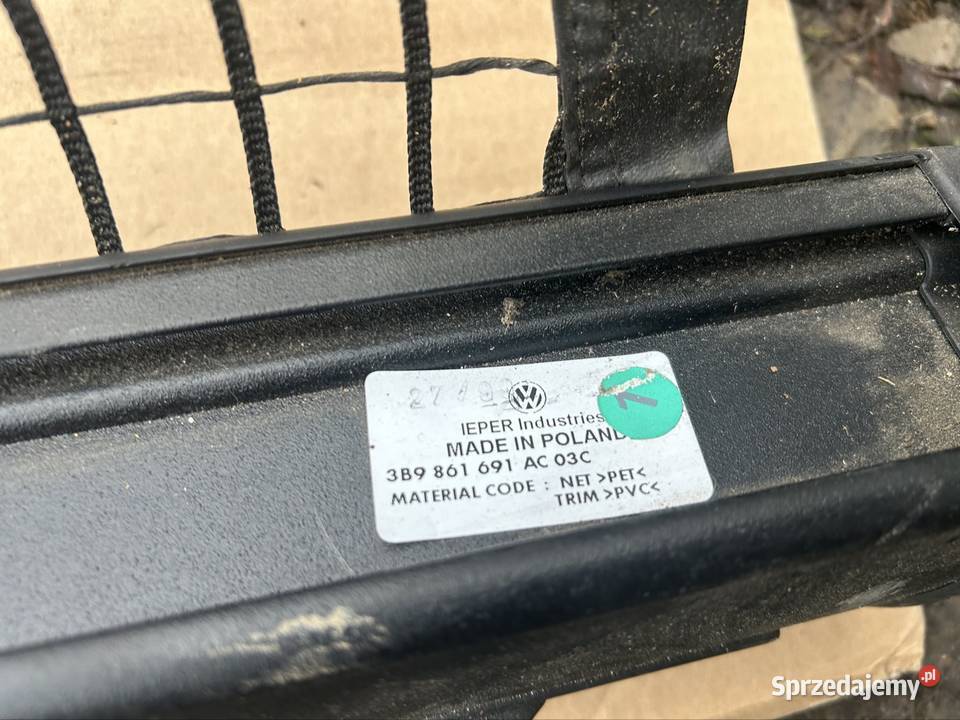 IEPER Industries
MADE IN POLAND
3B9 861 691 AC 03C
MATERIAL CODE : NET >PET<
TRIM >PVC<
Sprzedajemy.pl